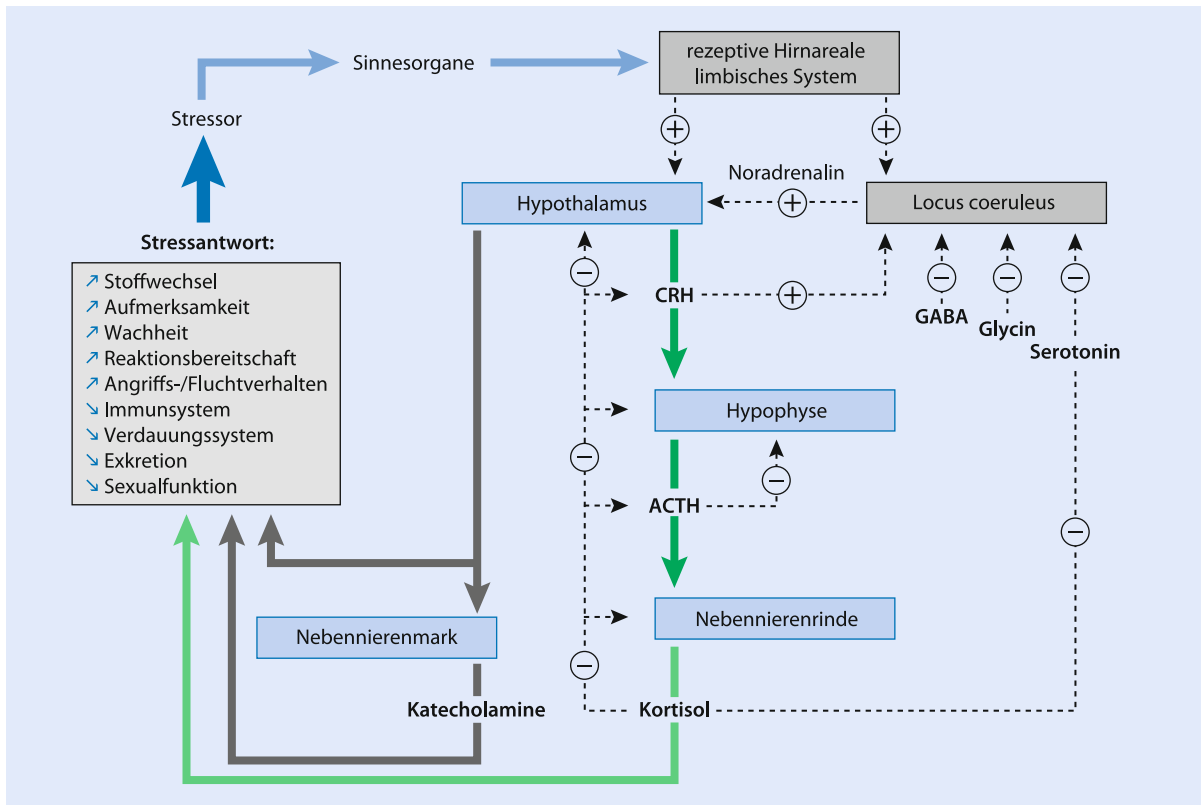 rezeptive Hirnareale
limbisches System
Sinnesorgane
Stressor
+
+
Noradrenalin
Hypothalamus
+
Locus coeruleus
Stressantwort:
↗ Stoffwechsel
↗ Aufmerksamkeit
↗ Wachheit
↗ Reaktionsbereitschaft
↗ Angriffs-/Fluchtverhalten
↘ Immunsystem
↘ Verdauungssystem
↘ Exkretion
↘ Sexualfunktion
−
CRH
+
−
−
−
GABA
Glycin
Serotonin
Hypophyse
−
−
ACTH
−
Nebennierenmark
Nebennierenrinde
−
Katecholamine
Kortisol